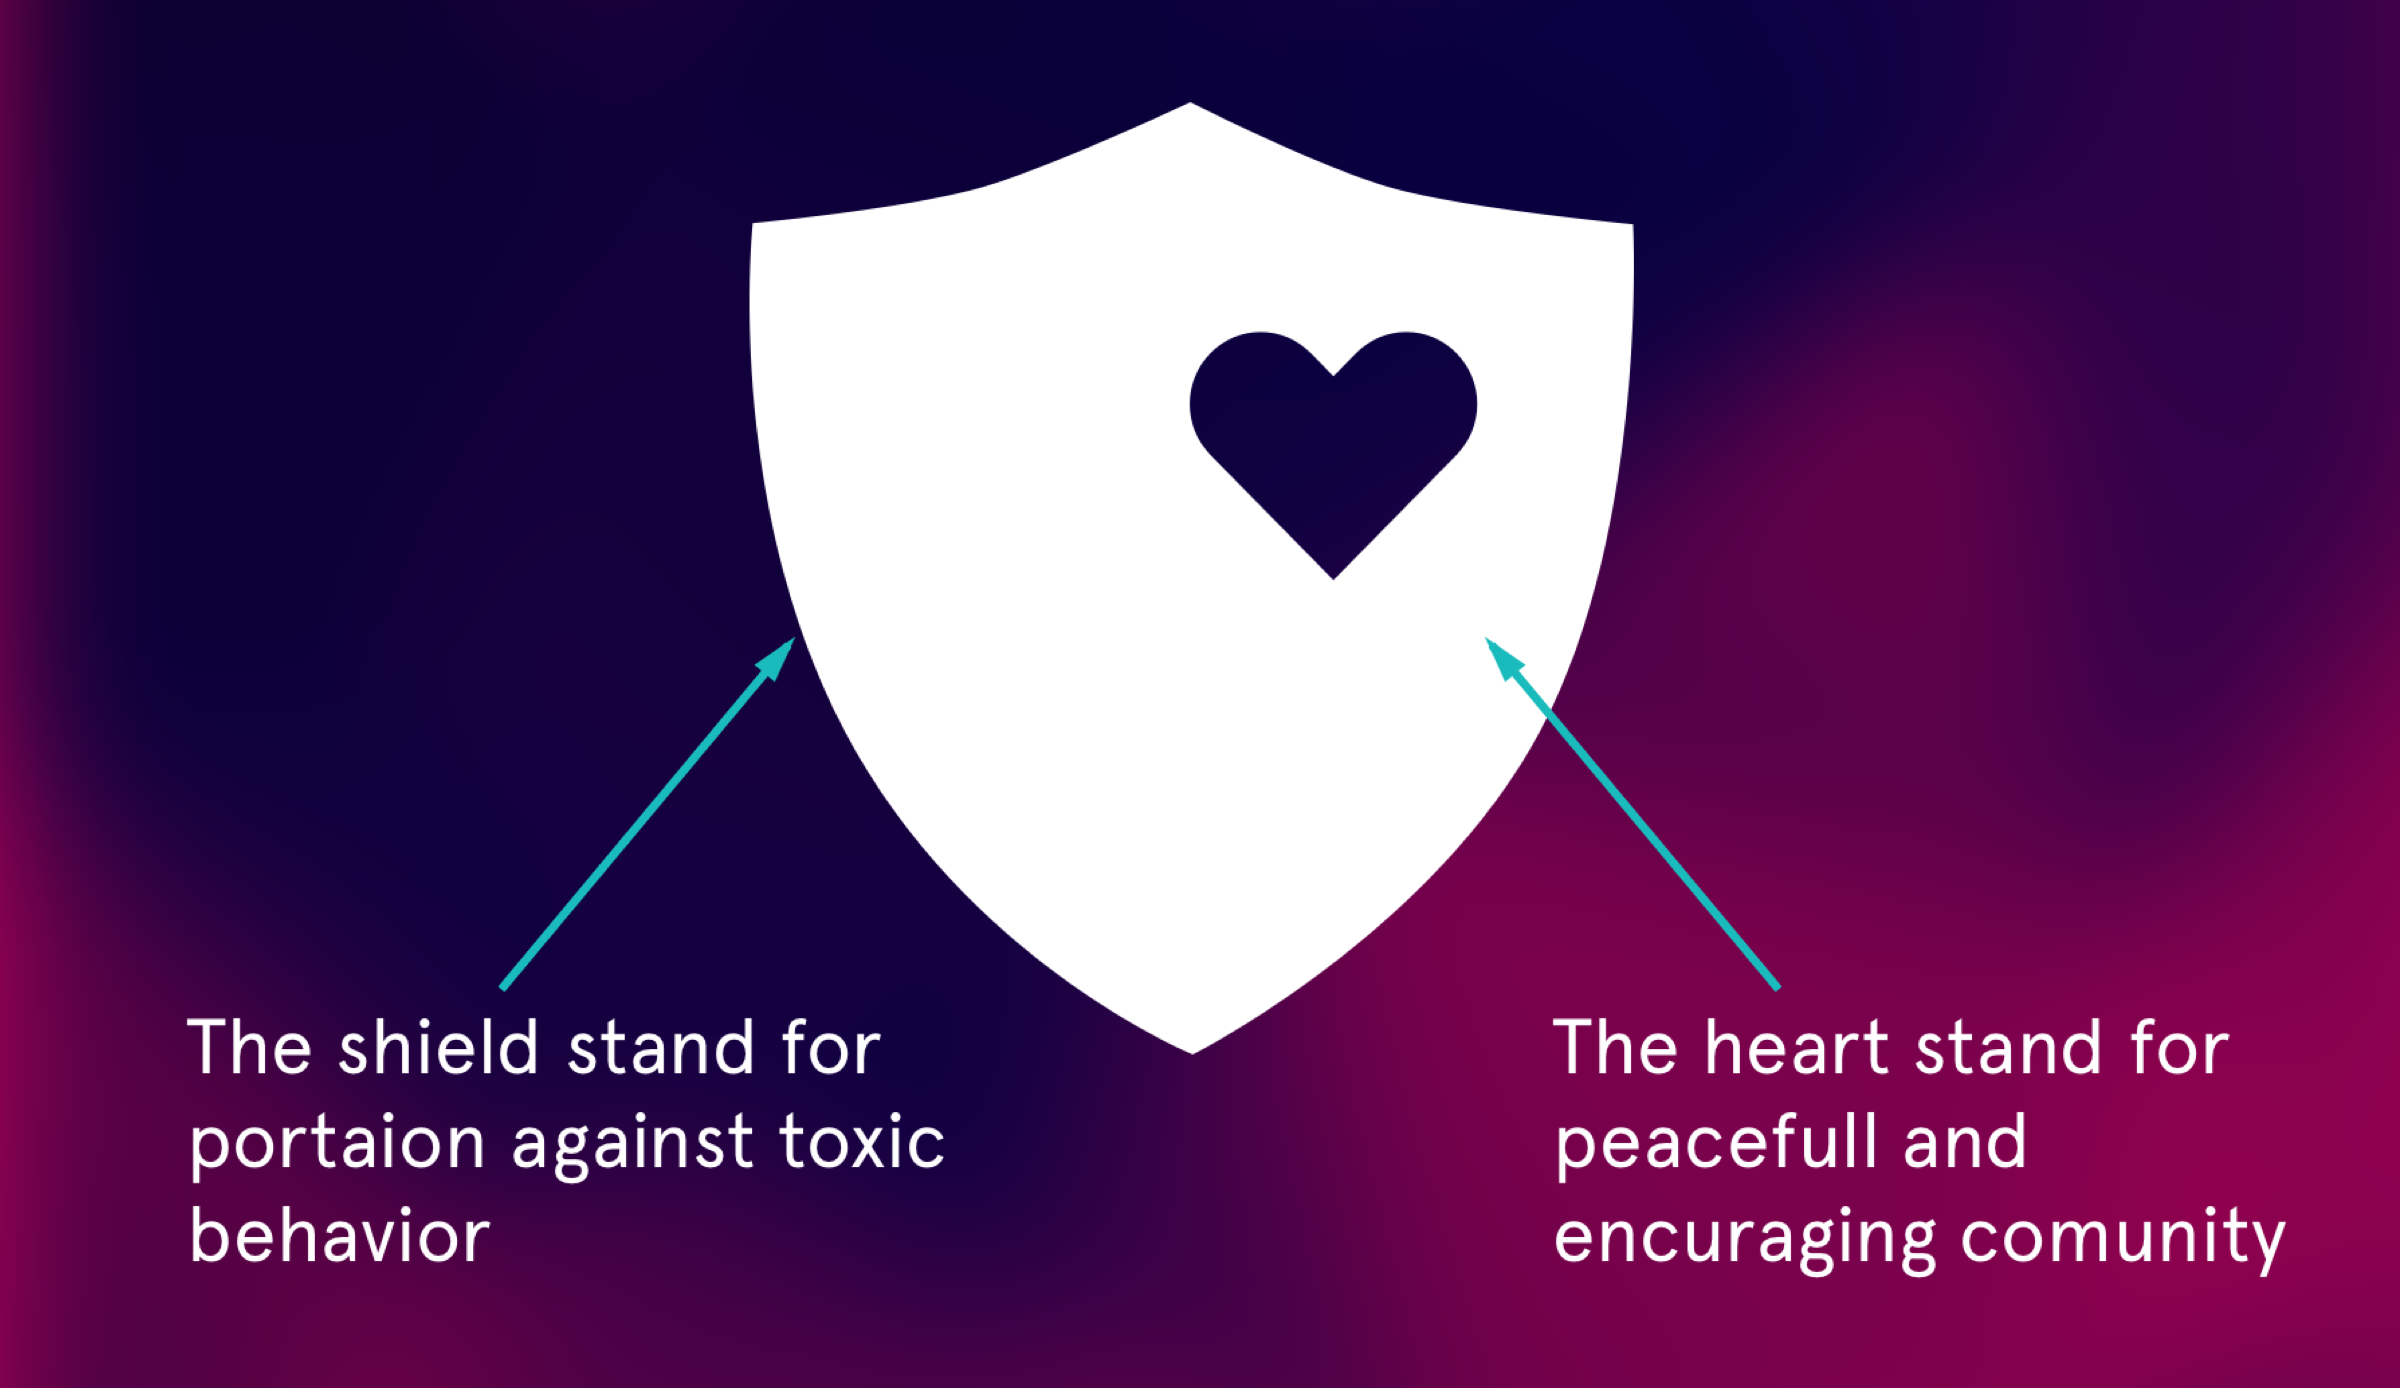 The shield stand for
portaion against toxic
behavior
The heart stand for
peacefull and
encuraging comunity